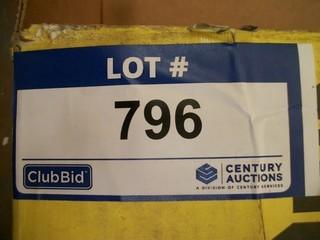 LOT #
796
ClubBid
CENTURY
AUCTIONS
A DIVISION OF CENTURY SERVICES